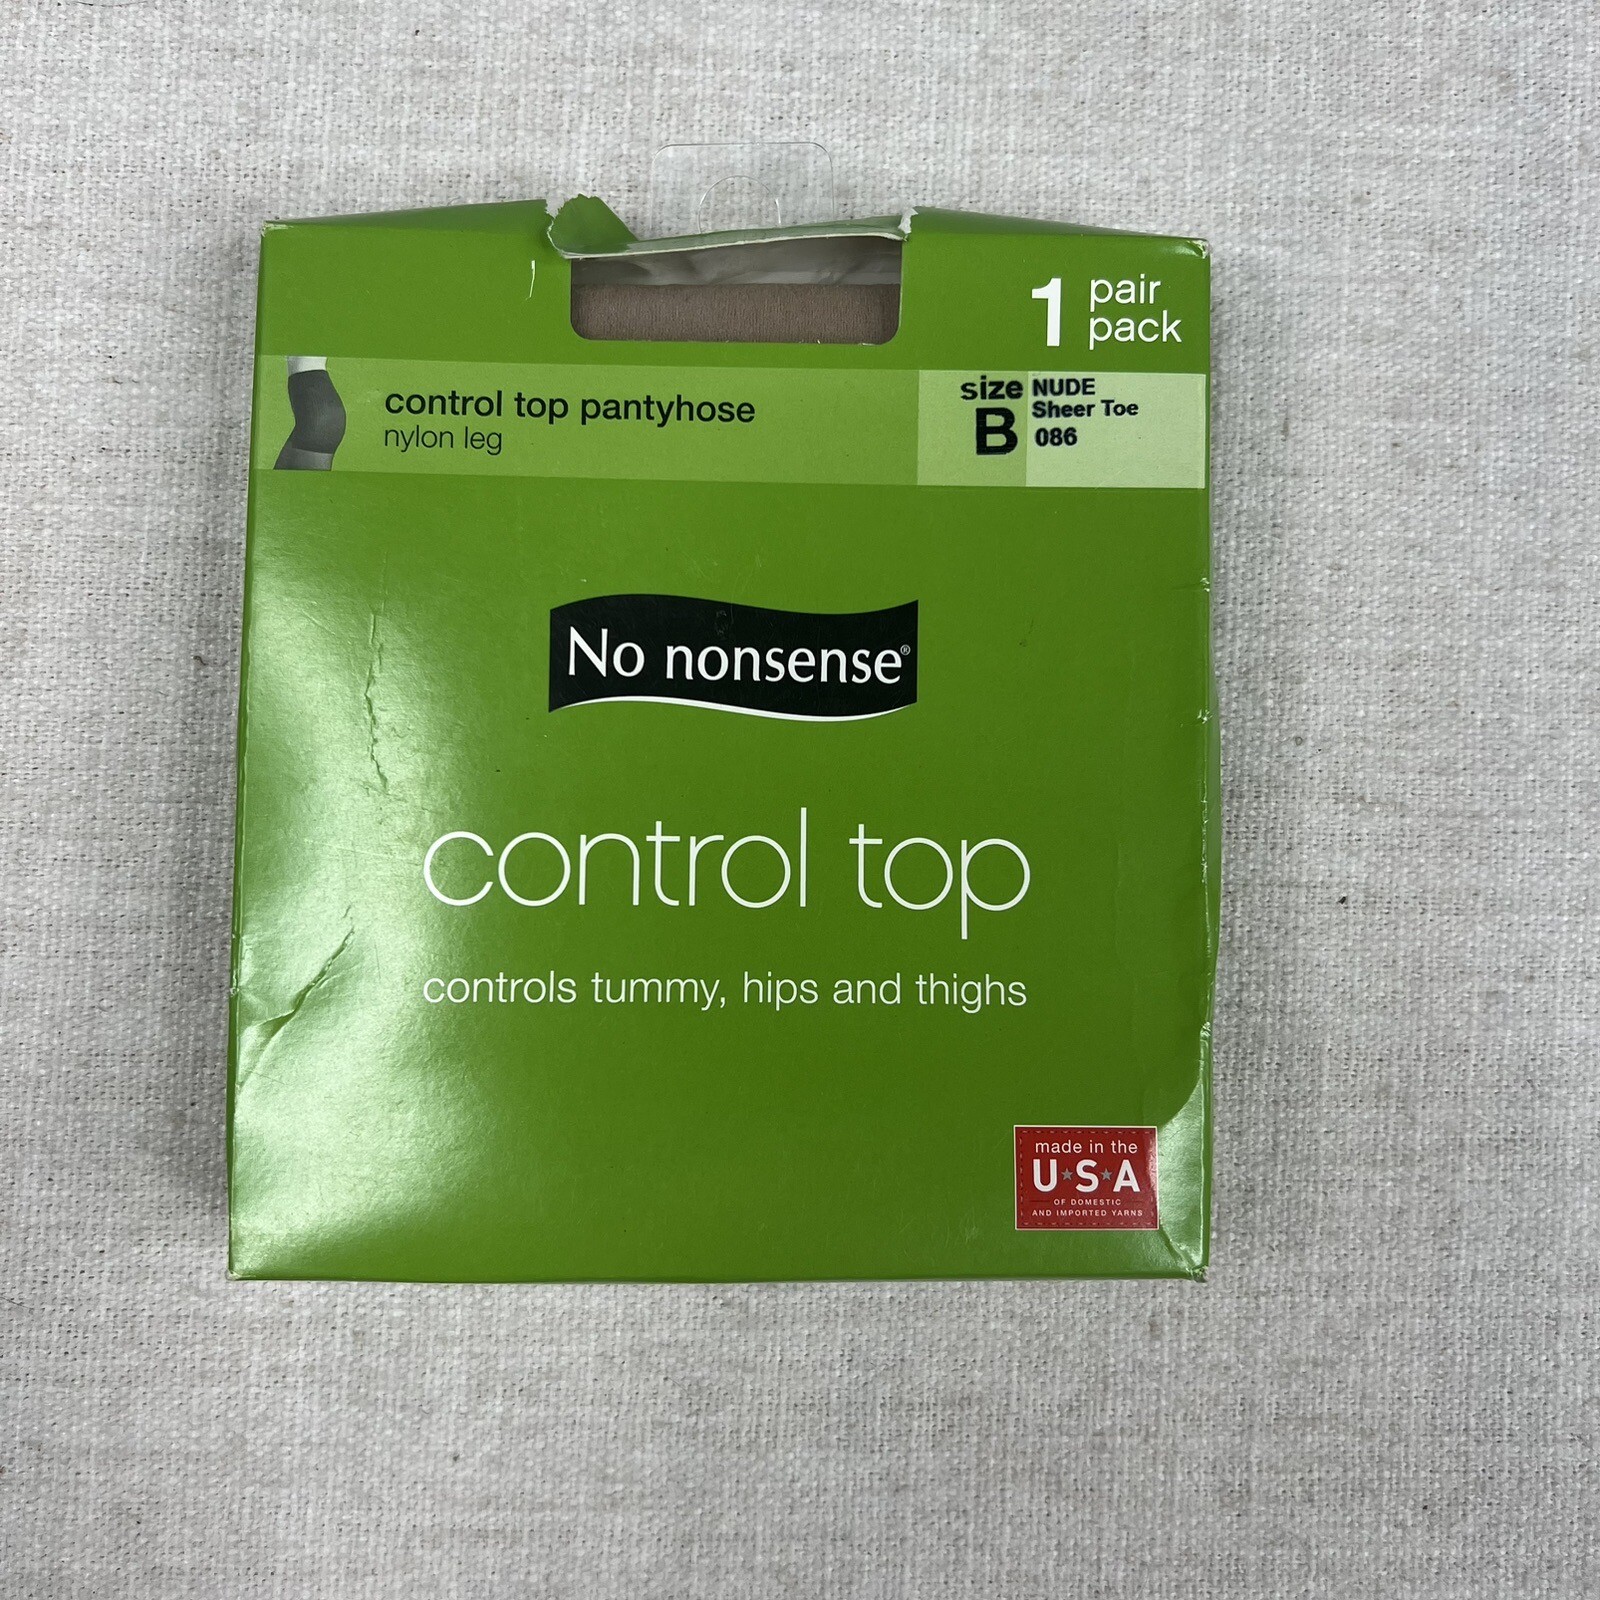 1 pair
pack
control top pantyhose
nylon leg
size
B
NUDE
Sheer Toe
086
No nonsense®
control top
controls tummy, hips and thighs
made in the
U★S★A
OF DOMESTIC
AND IMPORTED YARNS